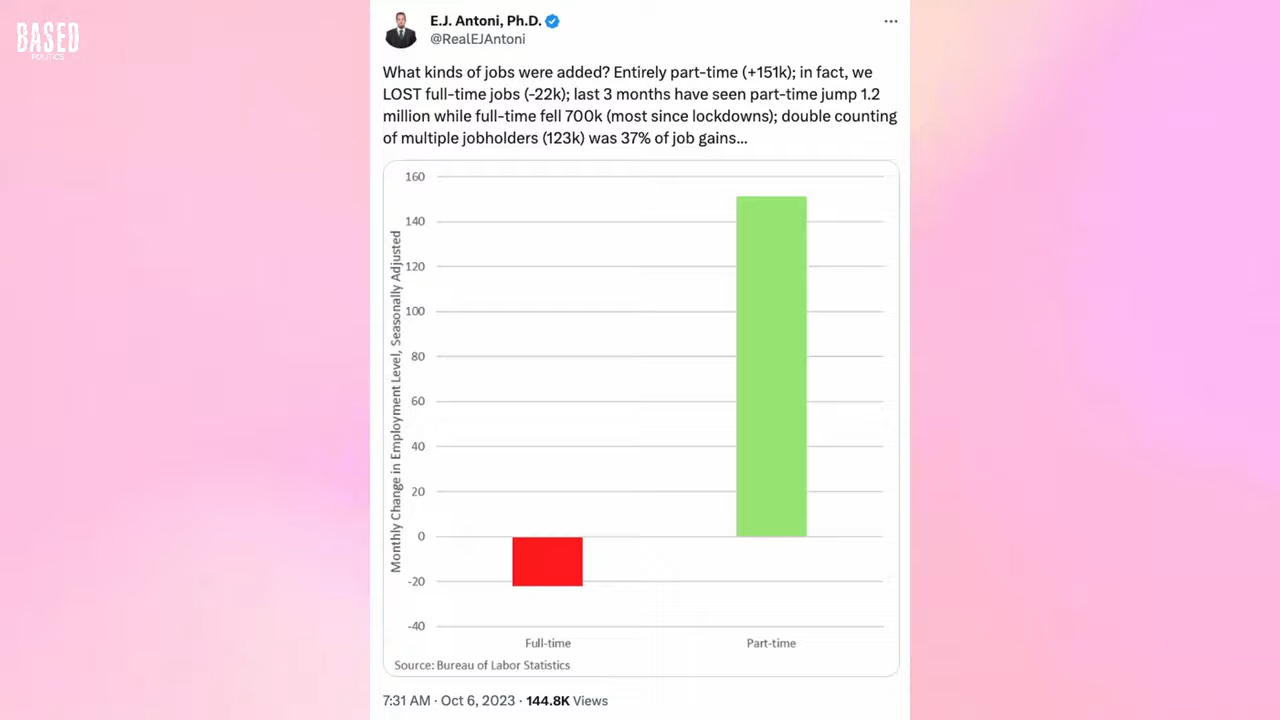 BASED
POLITICS
E.J. Antoni, Ph.D.
@RealEJAntoni
What kinds of jobs were added? Entirely part-time (+151k); in fact, we
LOST full-time jobs (-22k); last 3 months have seen part-time jump 1.2
million while full-time fell 700k (most since lockdowns); double counting
of multiple jobholders (123k) was 37% of job gains...
Monthly Change in Employment Level, Seasonally Adjusted
160
140
120
100
80
60
40
20
0
-20
-40
Full-time
Part-time
Source: Bureau of Labor Statistics
7:31 AM · Oct 6, 2023 · 144.8K Views